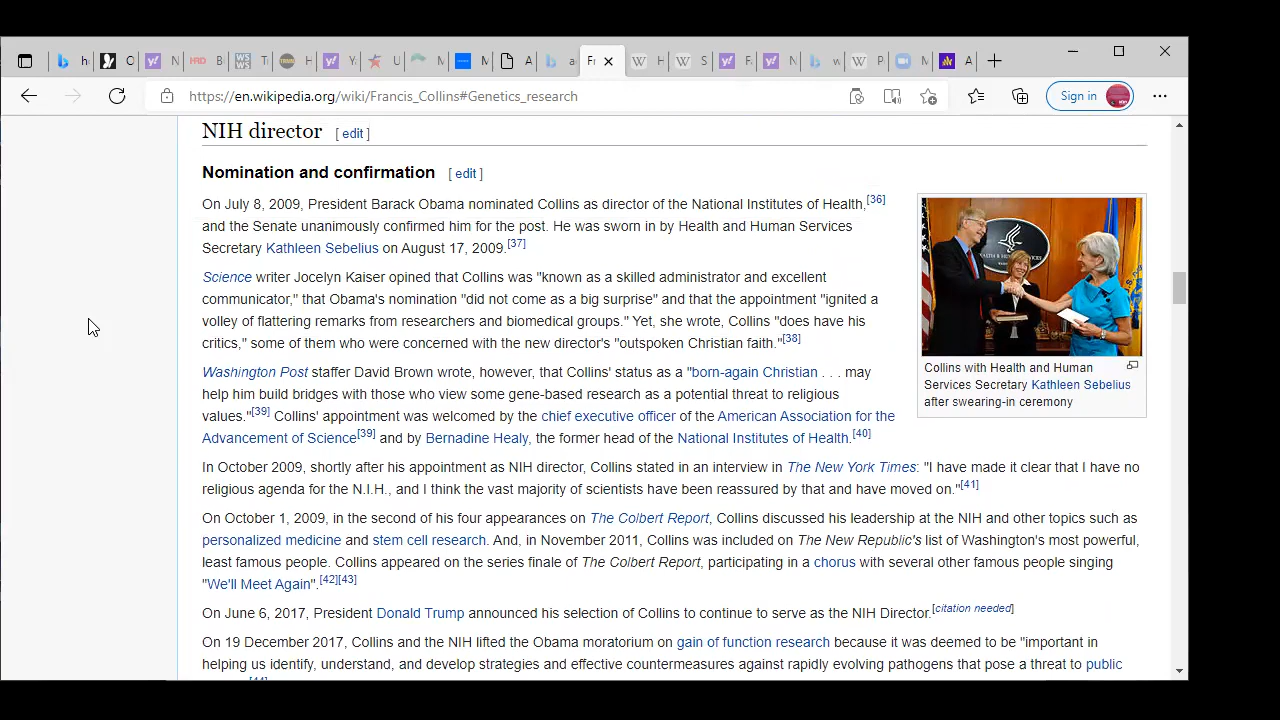 h
O
N
HRD B
WS
WS T
TRAIN H
Y
U
M
M
A
a
Fr
H
S
F
N
w
P
M
A
https://en.wikipedia.org/wiki/Francis_Collins#Genetics_research
Sign in
NIH director [ edit ]
Nomination and confirmation [ edit ]
On July 8, 2009, President Barack Obama nominated Collins as director of the National Institutes of Health,[36]
and the Senate unanimously confirmed him for the post. He was sworn in by Health and Human Services
Secretary Kathleen Sebelius on August 17, 2009.[37]
Science writer Jocelyn Kaiser opined that Collins was "known as a skilled administrator and excellent
communicator," that Obama's nomination "did not come as a big surprise" and that the appointment "ignited a
volley of flattering remarks from researchers and biomedical groups." Yet, she wrote, Collins "does have his
critics," some of them who were concerned with the new director's "outspoken Christian faith."[38]
Washington Post staffer David Brown wrote, however, that Collins' status as a "born-again Christian . . . may
help him build bridges with those who view some gene-based research as a potential threat to religious
values."[39] Collins' appointment was welcomed by the chief executive officer of the American Association for the
Advancement of Science[39] and by Bernadine Healy, the former head of the National Institutes of Health.[40]
HEALTH AND HUMAN SERVICES
WASHINGTON
Collins with Health and Human
Services Secretary Kathleen Sebelius
after swearing-in ceremony
In October 2009, shortly after his appointment as NIH director, Collins stated in an interview in The New York Times: "I have made it clear that I have no
religious agenda for the N.I.H., and I think the vast majority of scientists have been reassured by that and have moved on."[41]
On October 1, 2009, in the second of his four appearances on The Colbert Report, Collins discussed his leadership at the NIH and other topics such as
personalized medicine and stem cell research. And, in November 2011, Collins was included on The New Republic's list of Washington's most powerful,
least famous people. Collins appeared on the series finale of The Colbert Report, participating in a chorus with several other famous people singing
"We'll Meet Again".[42][43]
On June 6, 2017, President Donald Trump announced his selection of Collins to continue to serve as the NIH Director.[citation needed]
On 19 December 2017, Collins and the NIH lifted the Obama moratorium on gain of function research because it was deemed to be "important in
helping us identify, understand, and develop strategies and effective countermeasures against rapidly evolving pathogens that pose a threat to public